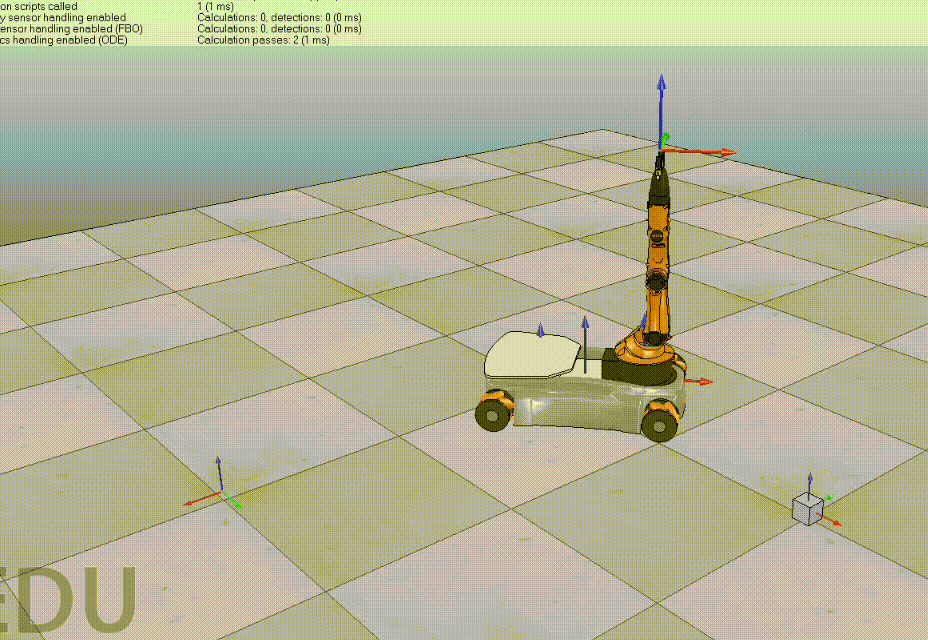 on scripts called 1 (1 ms)
y sensor handling enabled Calculations: 0, detections: 0 (0 ms)
ensor handling enabled (FBO) Calculations: 0, detections: 0 (0 ms)
cs handling enabled (ODE) Calculation passes: 2 (1 ms)
EDU